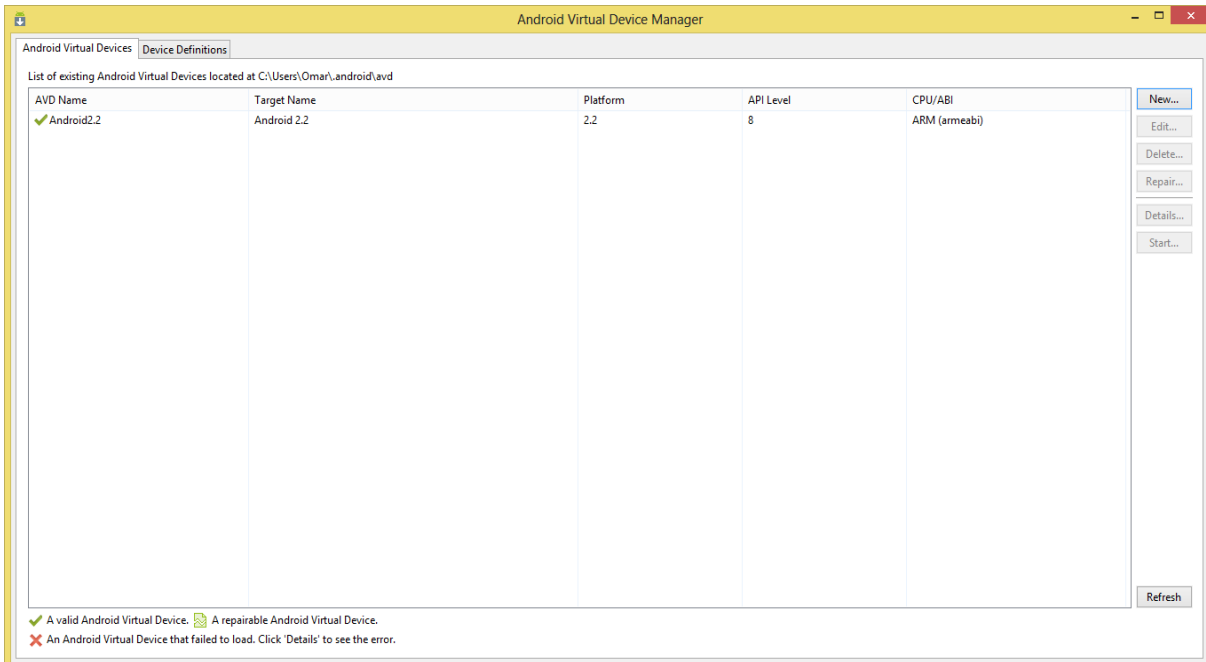 Android Virtual Device Manager
Android Virtual Devices Device Definitions
List of existing Android Virtual Devices located at C:\Users\Omar\.android\avd
AVD Name Target Name Platform API Level CPU/ABI
Android2.2 Android 2.2 2.2 8 ARM (armeabi)
New...
Edit...
Delete...
Repair...
Details...
Start...
Refresh
A valid Android Virtual Device. A repairable Android Virtual Device.
An Android Virtual Device that failed to load. Click 'Details' to see the error.